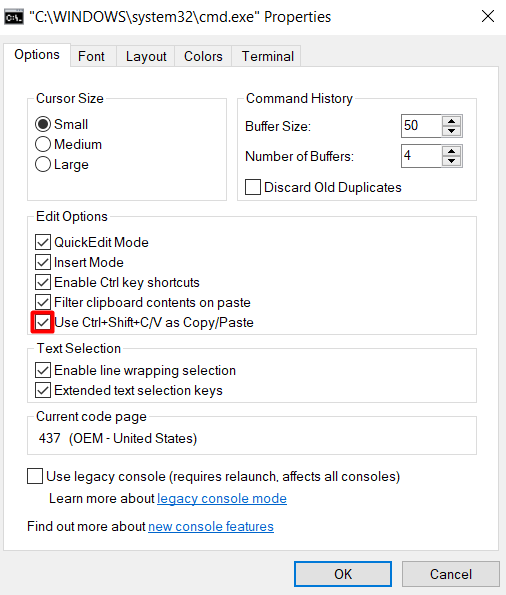 "C:\WINDOWS\system32\cmd.exe" Properties
Options Font Layout Colors Terminal
Cursor Size
Small
Medium
Large
Command History
Buffer Size: 50
Number of Buffers: 4
Discard Old Duplicates
Edit Options
QuickEdit Mode
Insert Mode
Enable Ctrl key shortcuts
Filter clipboard contents on paste
Use Ctrl+Shift+C/V as Copy/Paste
Text Selection
Enable line wrapping selection
Extended text selection keys
Current code page
437 (OEM - United States)
Use legacy console (requires relaunch, affects all consoles)
Learn more about legacy console mode
Find out more about new console features
OK Cancel